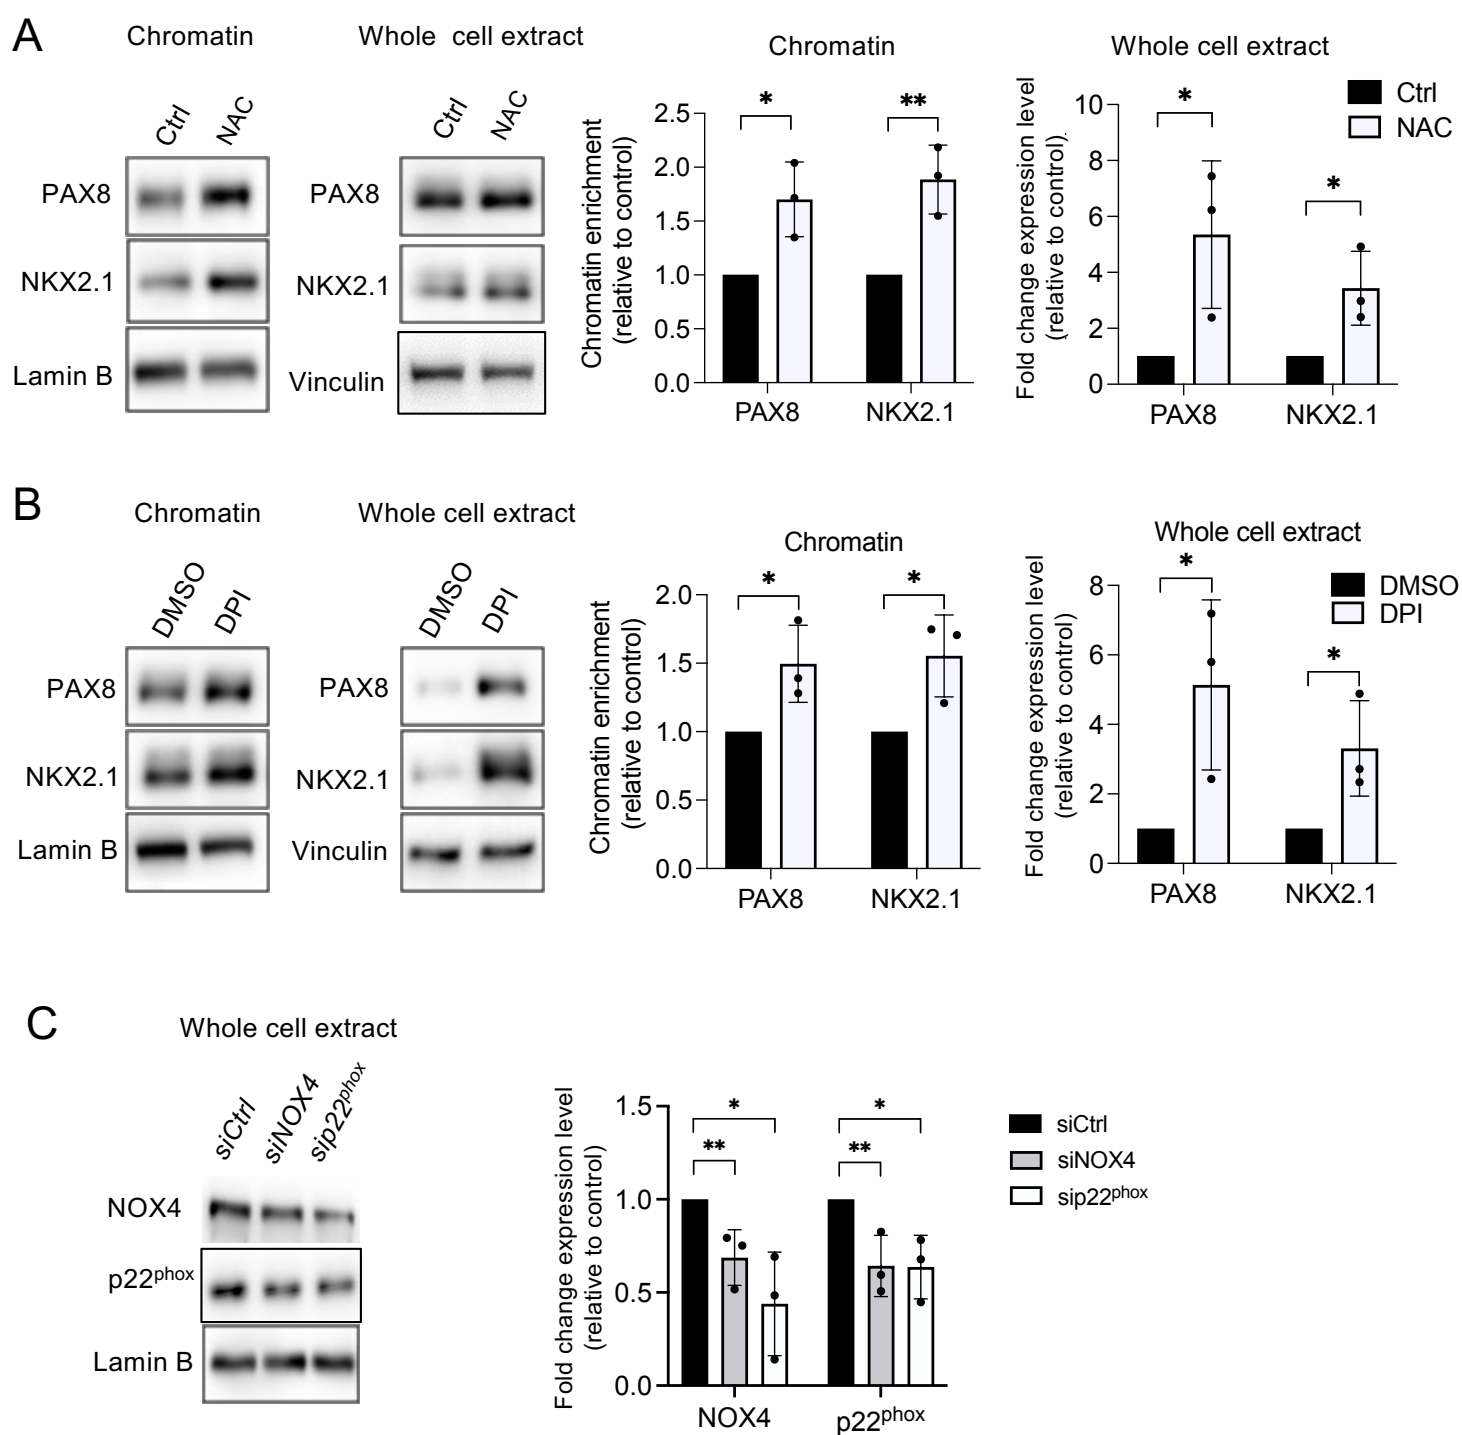 A
Chromatin
Whole cell extract
Ctrl
NAC
Ctrl
NAC
PAX8
NKX2.1
Lamin B
PAX8
NKX2.1
Vinculin
Chromatin
Chromatin enrichment
(relative to control)
2.5
2.0
1.5
1.0
0.5
0.0
*
**
PAX8
NKX2.1
Whole cell extract
Fold change expression level
(relative to control).
10
8
6
4
2
0
*
*
PAX8
NKX2.1
Ctrl
NAC
B
Chromatin
Whole cell extract
DMSO
DPI
DMSO
DPI
PAX8
NKX2.1
Lamin B
PAX8
NKX2.1
Vinculin
Chromatin
Chromatin enrichment
(relative to control)
2.0
1.5
1.0
0.5
0.0
*
*
PAX8
NKX2.1
Whole cell extract
Fold change expression level
(relative to control)
8
6
4
2
0
*
*
PAX8
NKX2.1
DMSO
DPI
C
Whole cell extract
siCtrl
siNOX4
sip22phox
NOX4
p22phox
Lamin B
Fold change expression level
(relative to control)
1.5
1.0
0.5
0.0
*
**
*
**
NOX4
p22phox
siCtrl
siNOX4
sip22phox